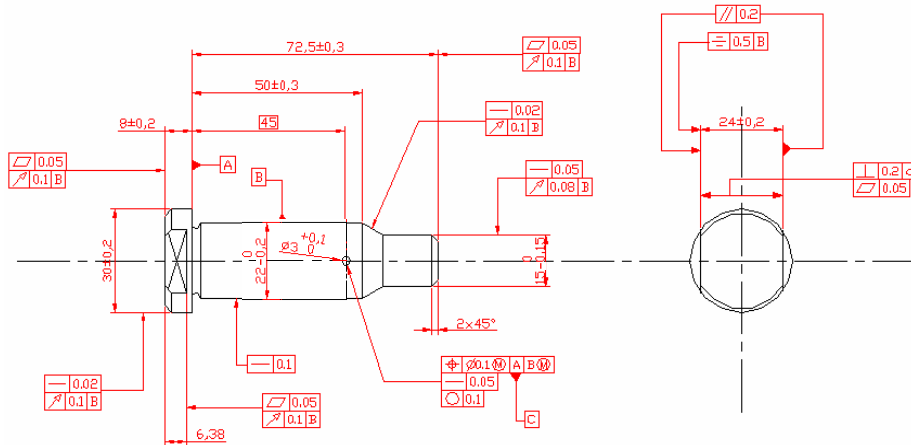 // 0.2
⌯ 0.5 B
72,5±0,3
▱ 0.05
↗ 0.1 B
50±0,3
— 0.02
↗ 0.1 B
8±0,2
45
24±0,2
▱ 0.05
↗ 0.1 B
A
B
— 0.05
↗ 0.08 B
⊥ 0.2
▱ 0.05
30±0,2
0
22-0,2
+0,1
Ø3 0
0
15-0.15
2x45°
— 0.1
⌖ Ø0.1 Ⓜ A B Ⓜ
— 0.05
○ 0.1
— 0.02
↗ 0.1 B
▱ 0.05
↗ 0.1 B
C
6,38